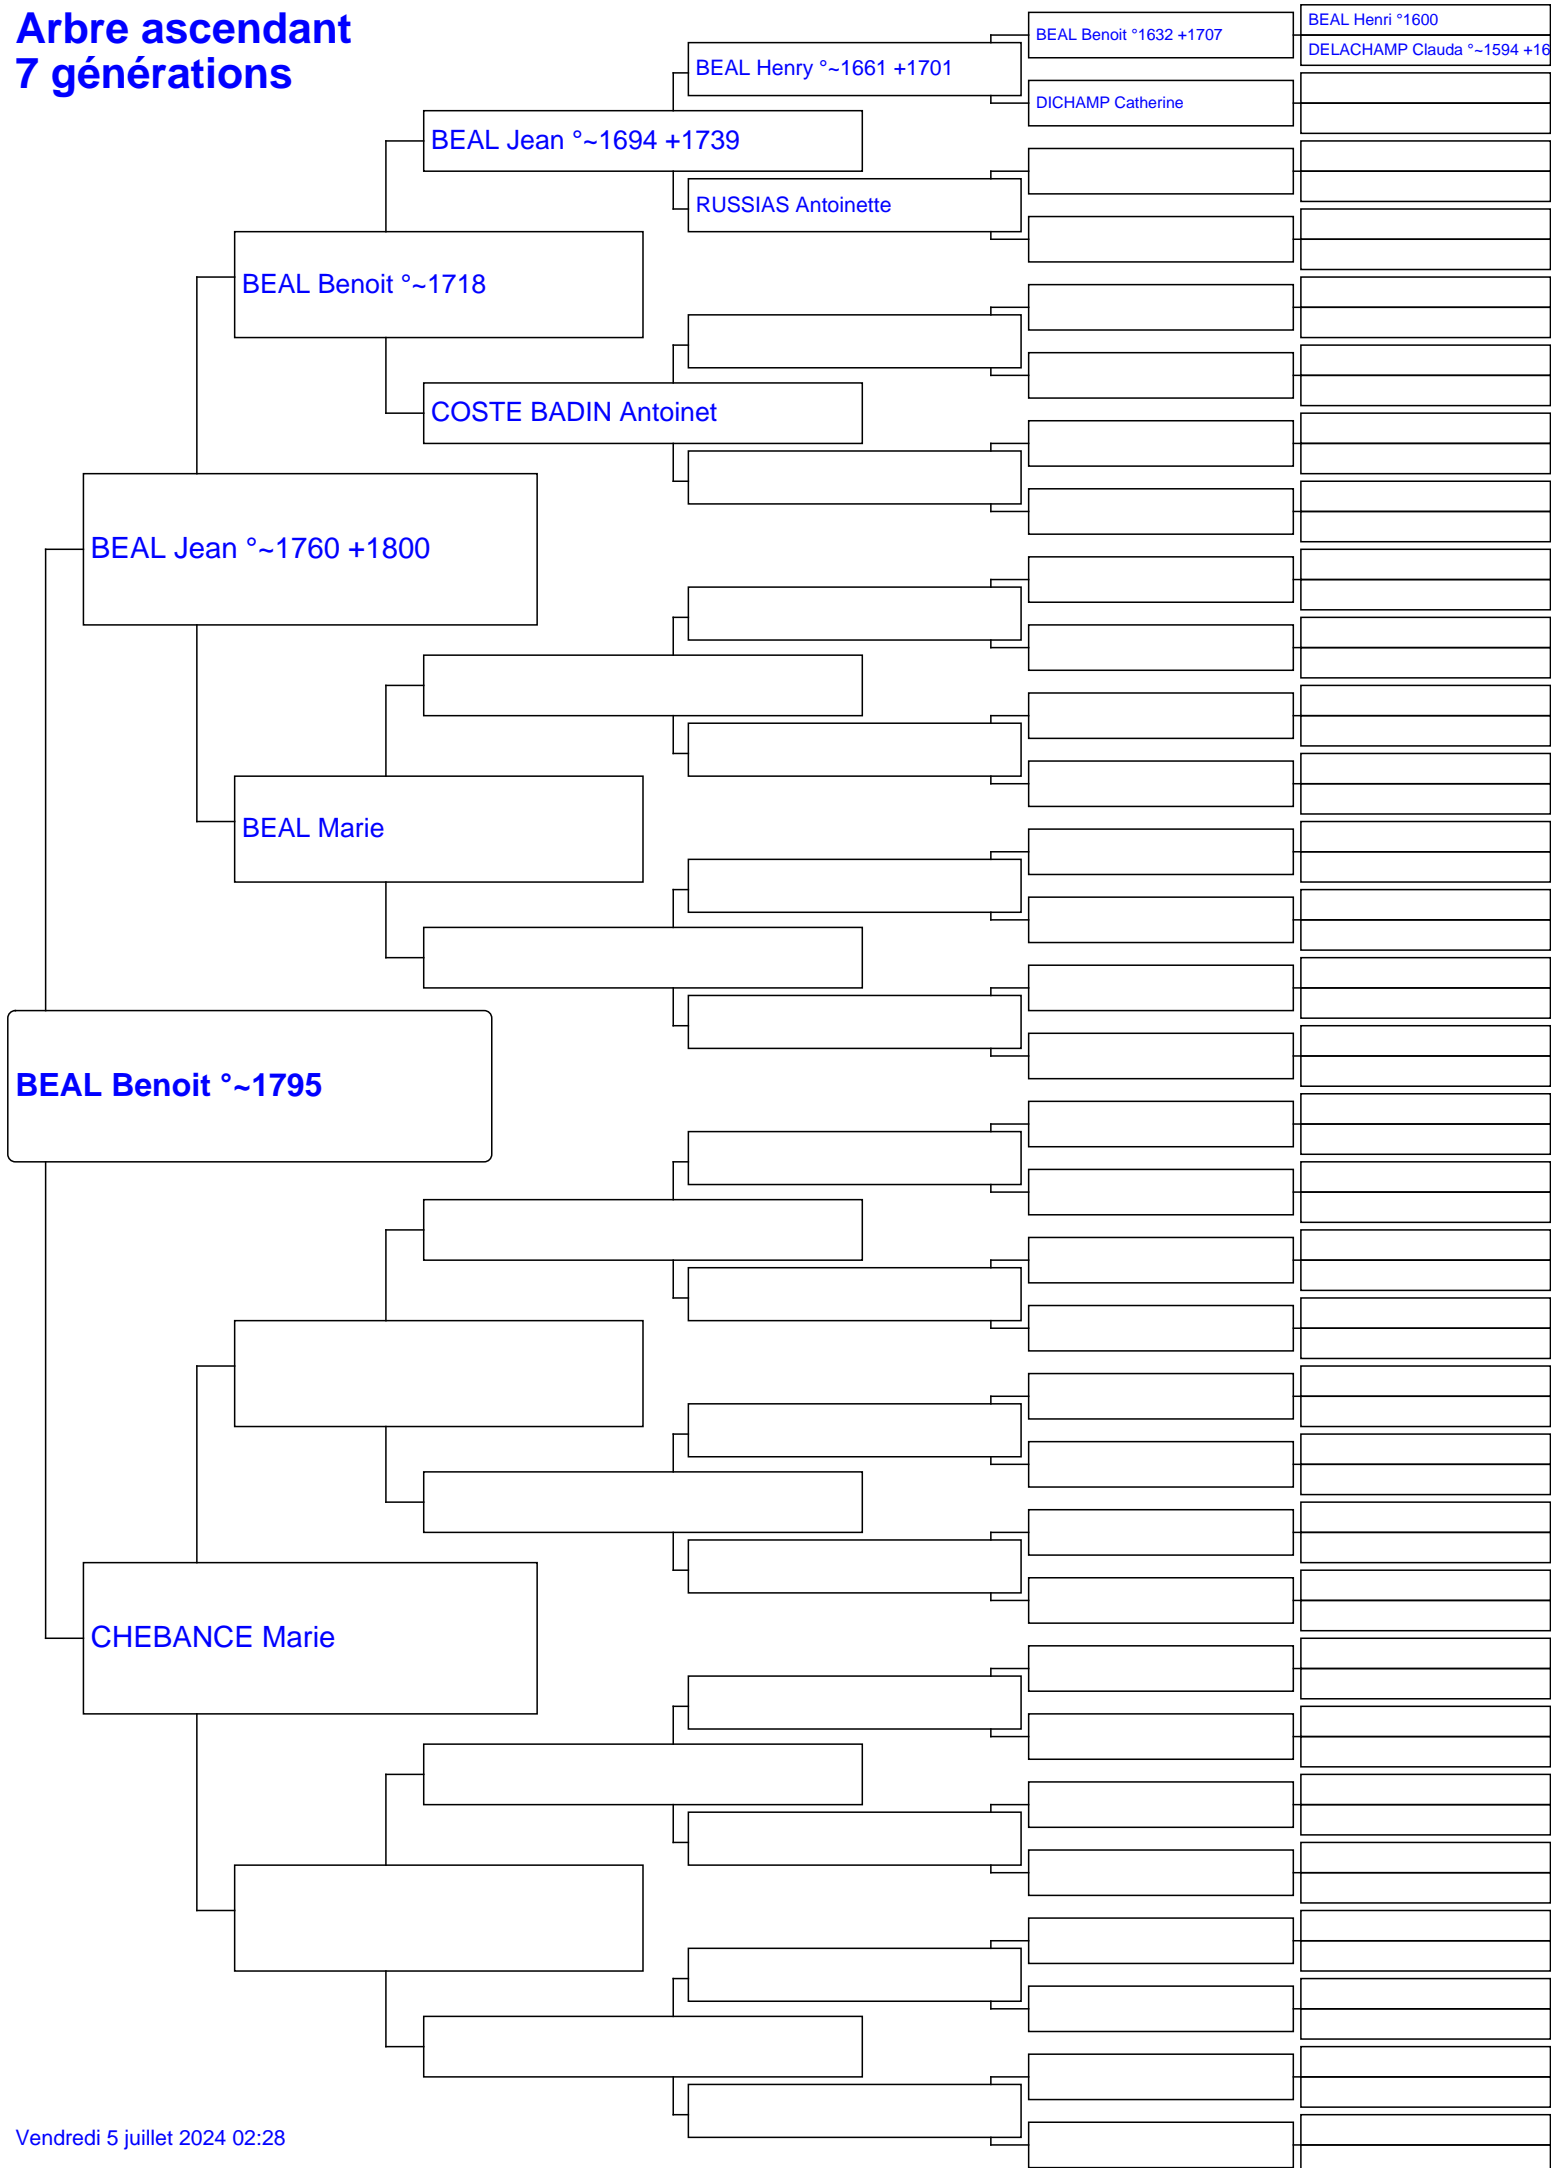 Arbre ascendant
7 générations
BEAL Henri °1600
BEAL Benoit °1632 +1707
DELACHAMP Clauda °~1594 +16
BEAL Henry °~1661 +1701
DICHAMP Catherine
BEAL Jean °~1694 +1739
RUSSIAS Antoinette
BEAL Benoit °~1718
COSTE BADIN Antoinet
BEAL Jean °~1760 +1800
BEAL Marie
BEAL Benoit °~1795
CHEBANCE Marie
Vendredi 5 juillet 2024 02:28